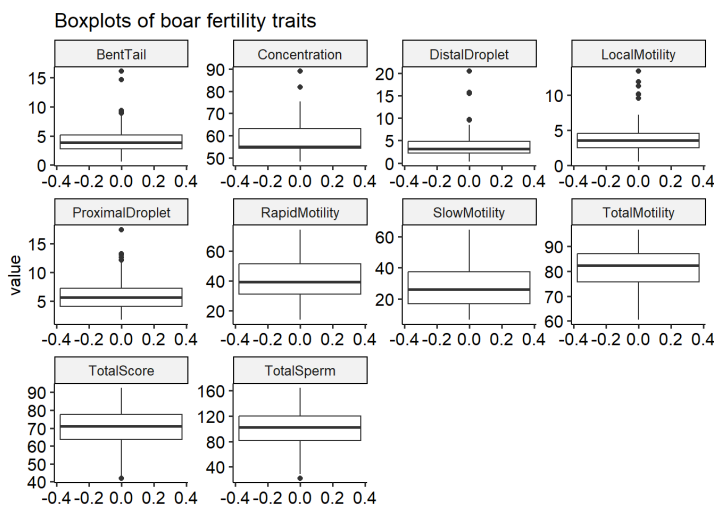 Boxplots of boar fertility traits
BentTail Concentration DistalDroplet LocalMotility
15 10 5 0
90 80 70 60 50
20 15 10 5 0
10 5 0
-0.4 -0.2 0.0 0.2 0.4 -0.4 -0.2 0.0 0.2 0.4 -0.4 -0.2 0.0 0.2 0.4 -0.4 -0.2 0.0 0.2 0.4
ProximalDroplet RapidMotility SlowMotility TotalMotility
value
15 10 5
60 40 20
60 40 20
90 80 70 60
-0.4 -0.2 0.0 0.2 0.4 -0.4 -0.2 0.0 0.2 0.4 -0.4 -0.2 0.0 0.2 0.4 -0.4 -0.2 0.0 0.2 0.4
TotalScore TotalSperm
90 80 70 60 50 40
160 120 80 40
-0.4 -0.2 0.0 0.2 0.4 -0.4 -0.2 0.0 0.2 0.4